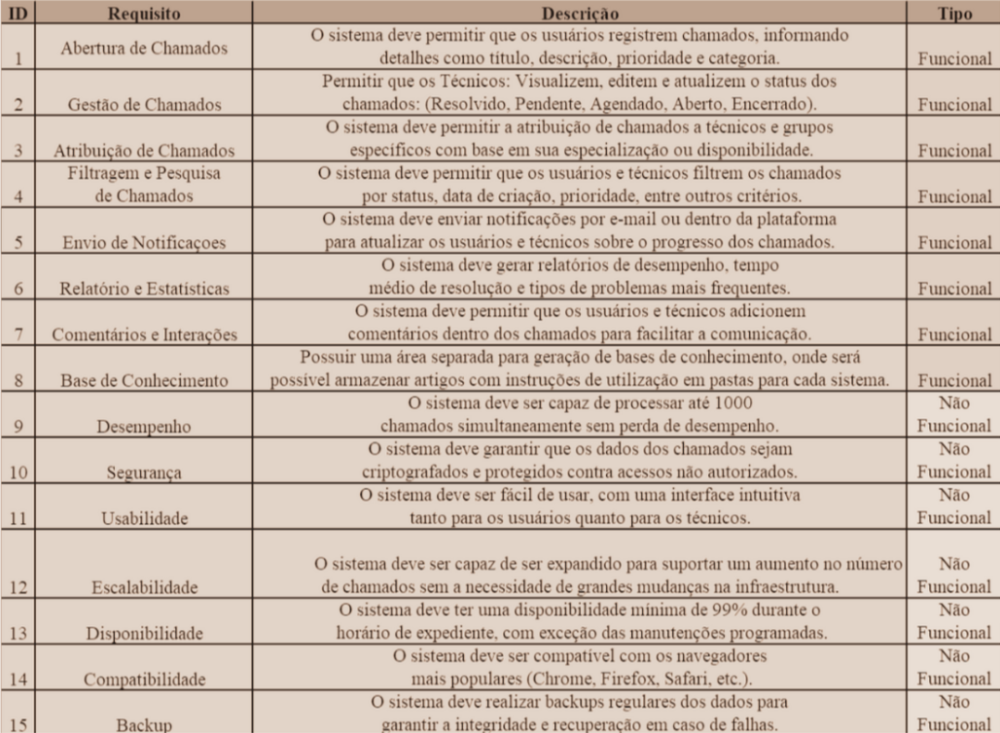 ID Requisito Descrição Tipo
1 Abertura de Chamados O sistema deve permitir que os usuários registrem chamados, informando
detalhes como título, descrição, prioridade e categoria. Funcional
2 Gestão de Chamados Permitir que os Técnicos: Visualizem, editem e atualizem o status dos
chamados: (Resolvido, Pendente, Agendado, Aberto, Encerrado). Funcional
3 Atribuição de Chamados O sistema deve permitir a atribuição de chamados a técnicos e grupos
específicos com base em sua especialização ou disponibilidade. Funcional
4 Filtragem e Pesquisa
de Chamados O sistema deve permitir que os usuários e técnicos filtrem os chamados
por status, data de criação, prioridade, entre outros critérios. Funcional
5 Envio de Notificaçoes O sistema deve enviar notificações por e-mail ou dentro da plataforma
para atualizar os usuários e técnicos sobre o progresso dos chamados. Funcional
6 Relatório e Estatísticas O sistema deve gerar relatórios de desempenho, tempo
médio de resolução e tipos de problemas mais frequentes. Funcional
7 Comentários e Interações O sistema deve permitir que os usuários e técnicos adicionem
comentários dentro dos chamados para facilitar a comunicação. Funcional
8 Base de Conhecimento Possuir uma área separada para geração de bases de conhecimento, onde será
possível armazenar artigos com instruções de utilização em pastas para cada sistema. Funcional
9 Desempenho O sistema deve ser capaz de processar até 1000
chamados simultaneamente sem perda de desempenho. Não
Funcional
10 Segurança O sistema deve garantir que os dados dos chamados sejam
criptografados e protegidos contra acessos não autorizados. Não
Funcional
11 Usabilidade O sistema deve ser fácil de usar, com uma interface intuitiva
tanto para os usuários quanto para os técnicos. Não
Funcional
12 Escalabilidade O sistema deve ser capaz de ser expandido para suportar um aumento no número
de chamados sem a necessidade de grandes mudanças na infraestrutura. Não
Funcional
13 Disponibilidade O sistema deve ter uma disponibilidade mínima de 99% durante o
horário de expediente, com exceção das manutenções programadas. Não
Funcional
14 Compatibilidade O sistema deve ser compatível com os navegadores
mais populares (Chrome, Firefox, Safari, etc.). Não
Funcional
15 Backup O sistema deve realizar backups regulares dos dados para
garantir a integridade e recuperação em caso de falhas. Não
Funcional